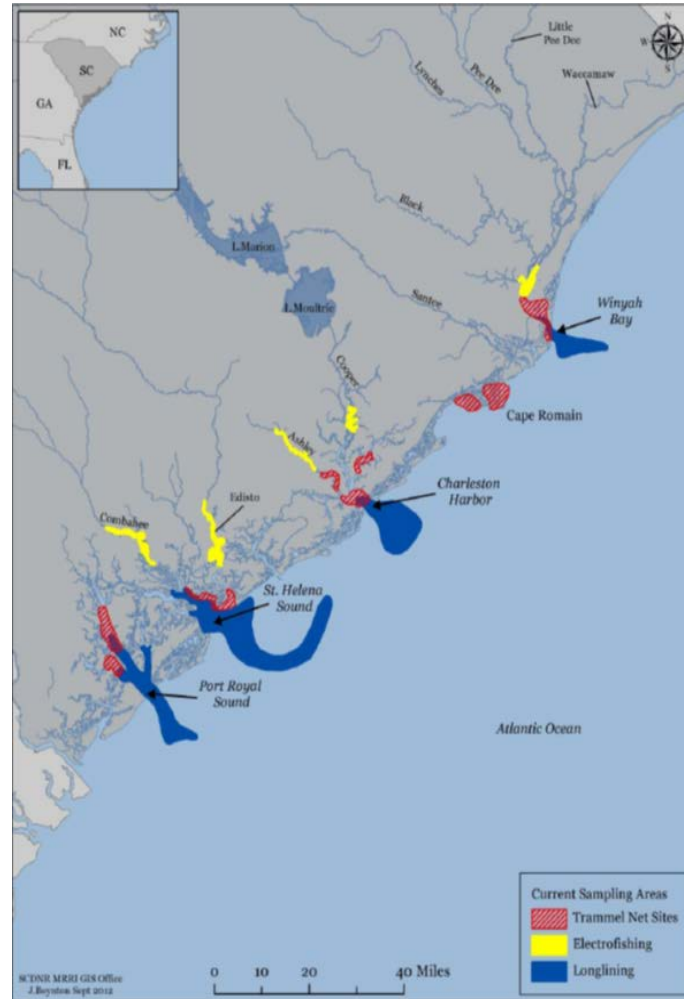 NC
SC
GA
FL
N
W
S
Little
Pee Dee
Pee Dee
Lynches
Waccamaw
Black
L.Marion
L.Moultrie
Santee
Winyah
Bay
Cooper
Cape Romain
Ashley
Charleston
Harbor
Edisto
Combahee
St. Helena
Sound
Port Royal
Sound
Atlantic Ocean
Current Sampling Areas
Trammel Net Sites
Electrofishing
Longlining
SCDNR MRRI GIS Office
J.Boynton Sept 2012
0 10 20 40 Miles